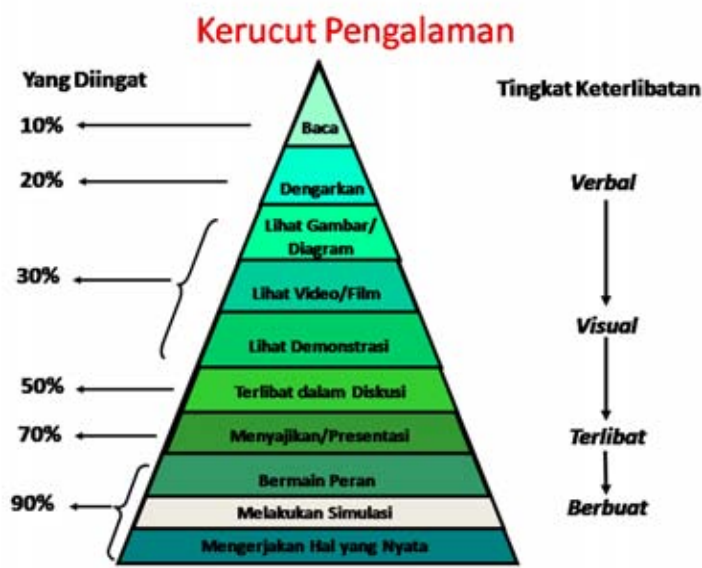 Kerucut Pengalaman
Yang Diingat
Tingkat Keterlibatan
10%
Baca
20%
Dengarkan
Verbal
Lihat Gambar/
Diagram
30%
Lihat Video/Film
Visual
Lihat Demonstrasi
50%
Terlibat dalam Diskusi
70%
Menyajikan/Presentasi
Terlibat
Bermain Peran
90%
Melakukan Simulasi
Berbuat
Mengerjakan Hal yang Nyata